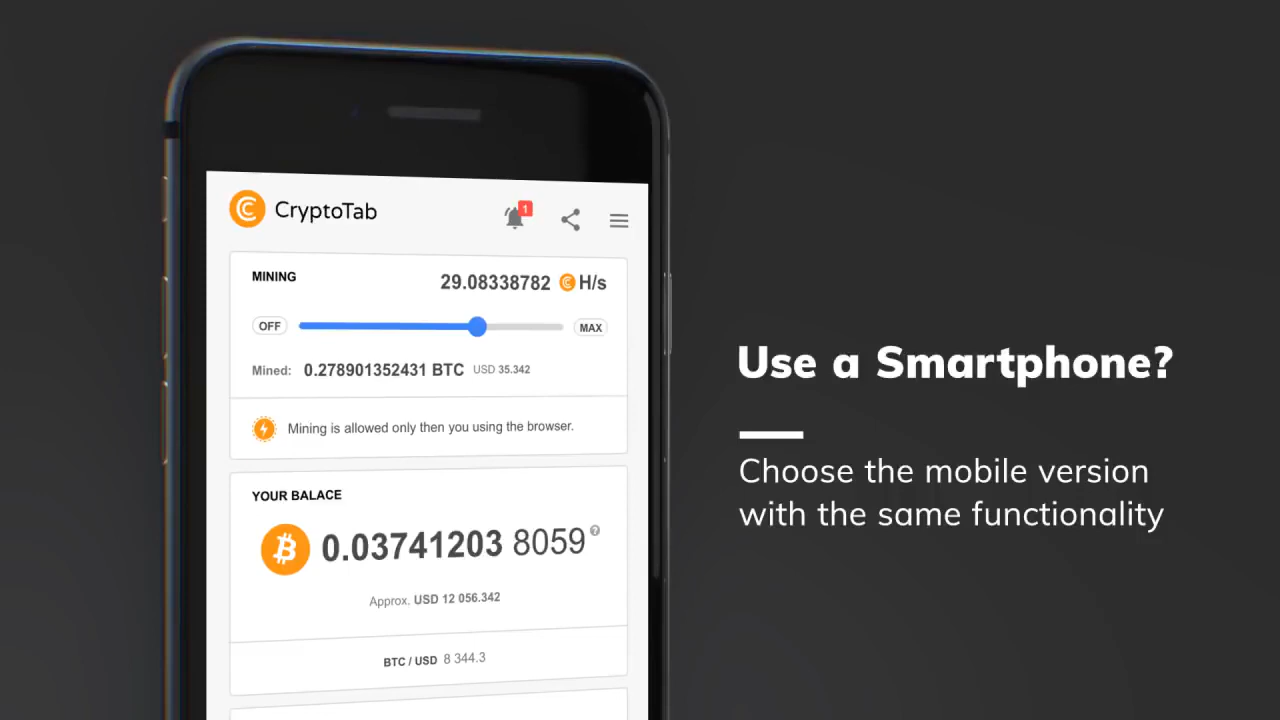 CryptoTab
1
MINING
29.08338782 H/s
OFF
MAX
Mined: 0.278901352431 BTC USD 35.342
Mining is allowed only then you using the browser.
YOUR BALACE
0.03741203 8059 ?
Approx. USD 12 056.342
BTC / USD 8 344.3
Use a Smartphone?
Choose the mobile version
with the same functionality